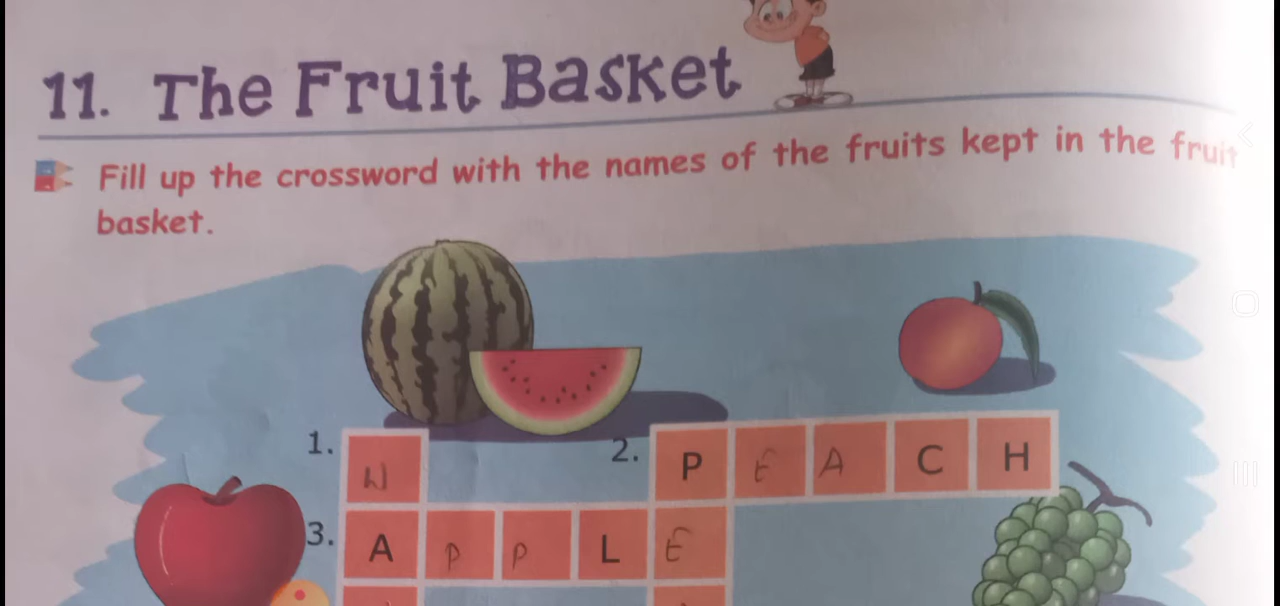 11. The Fruit Basket
Fill up the crossword with the names of the fruits kept in the fruit
basket.
1. W
2. P E A C H
3. A P P L E